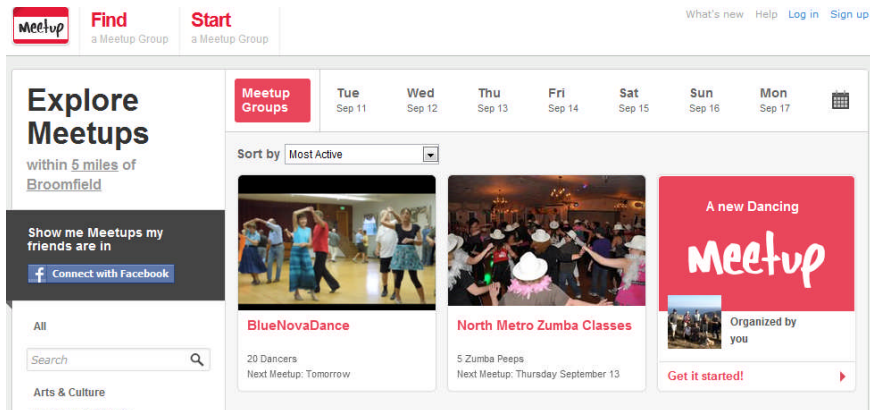 Meetup
Find
a Meetup Group
Start
a Meetup Group
What's new Help Log in Sign up
Explore
Meetups
within 5 miles of
Broomfield
Show me Meetups my
friends are in
f Connect with Facebook
All
Search
Arts & Culture
Meetup
Groups
Tue
Sep 11
Wed
Sep 12
Thu
Sep 13
Fri
Sep 14
Sat
Sep 15
Sun
Sep 16
Mon
Sep 17
Sort by Most Active
BlueNovaDance
20 Dancers
Next Meetup: Tomorrow
North Metro Zumba Classes
5 Zumba Peeps
Next Meetup: Thursday September 13
A new Dancing
Meetup
Organized by
you
Get it started!